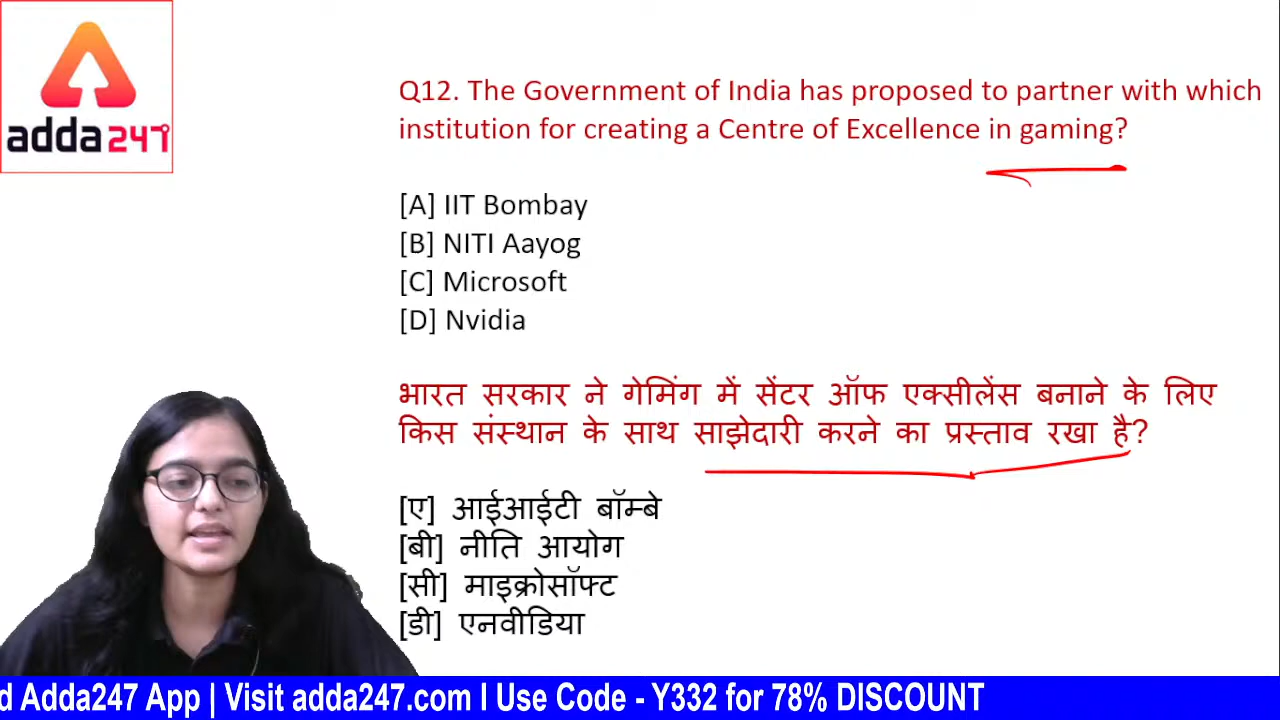 adda247
Q12. The Government of India has proposed to partner with which
institution for creating a Centre of Excellence in gaming?
[A] IIT Bombay
[B] NITI Aayog
[C] Microsoft
[D] Nvidia
भारत सरकार ने गेमिंग में सेंटर ऑफ एक्सीलेंस बनाने के लिए
किस संस्थान के साथ साझेदारी करने का प्रस्ताव रखा है?
[ए] आईआईटी बॉम्बे
[बी] नीति आयोग
[सी] माइक्रोसॉफ्ट
[डी] एनवीडिया
d Adda247 App | Visit adda247.com I Use Code - Y332 for 78% DISCOUNT